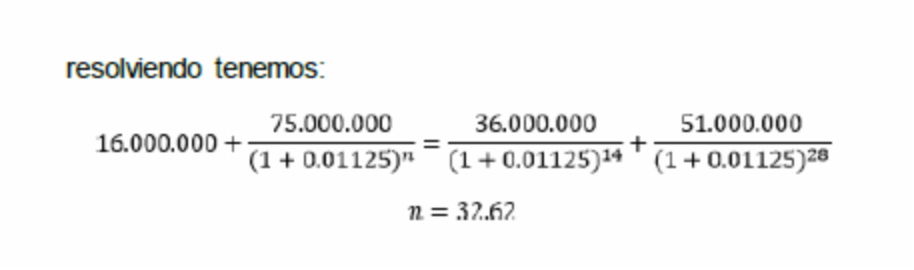 resolviendo tenemos:
16.000.000 + 75.000.000 / (1 + 0.01125)^n = 36.000.000 / (1 + 0.01125)^14 + 51.000.000 / (1 + 0.01125)^28
n = 32.62